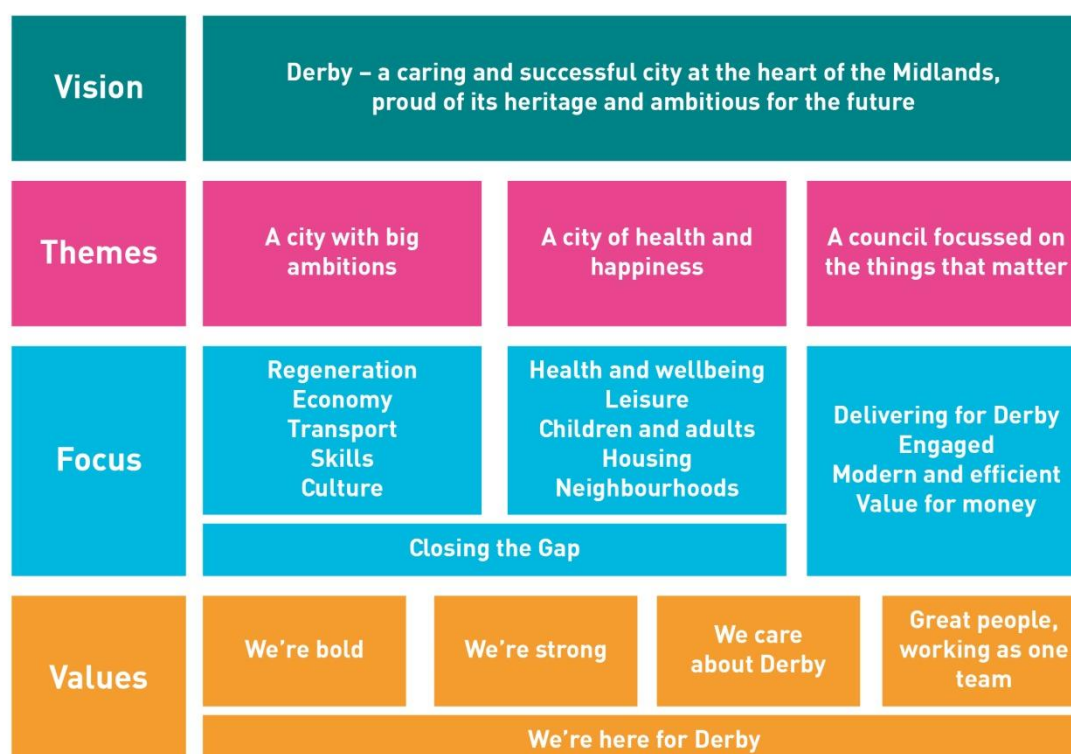 Vision
Derby – a caring and successful city at the heart of the Midlands,
proud of its heritage and ambitious for the future
Themes
A city with big
ambitions
A city of health and
happiness
A council focussed on
the things that matter
Focus
Regeneration
Economy
Transport
Skills
Culture
Health and wellbeing
Leisure
Children and adults
Housing
Neighbourhoods
Closing the Gap
Delivering for Derby
Engaged
Modern and efficient
Value for money
Values
We’re bold
We’re strong
We care
about Derby
Great people,
working as one
team
We’re here for Derby